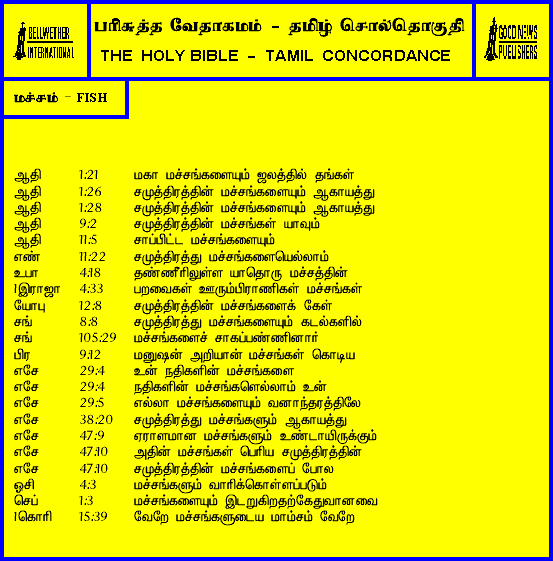 BELLWETHER INTERNATIONAL
பரிசுத்த வேதாகமம் - தமிழ் சொல்தொகுதி
THE HOLY BIBLE - TAMIL CONCORDANCE
GOOD NEWS PUBLISHERS
மச்சம் - FISH
ஆதி 1:21 மகா மச்சங்களையும் ஜலத்தில் தங்கள்
ஆதி 1:26 சமுத்திரத்தின் மச்சங்களையும் ஆகாயத்து
ஆதி 1:28 சமுத்திரத்தின் மச்சங்களையும் ஆகாயத்து
ஆதி 9:2 சமுத்திரத்தின் மச்சங்கள் யாவும்
ஆதி 11:5 சாப்பிட்ட மச்சங்களையும்
எண் 11:22 சமுத்திரத்து மச்சங்களையெல்லாம்
உபா 4:18 தண்ணீரிலுள்ள யாதொரு மச்சத்தின்
1இராஜா 4:33 பறவைகள் ஊரும்பிராணிகள் மச்சங்கள்
யோபு 12:8 சமுத்திரத்தின் மச்சங்களைக் கேள்
சங் 8:8 சமுத்திரத்து மச்சங்களையும் கடல்களில்
சங் 105:29 மச்சங்களைச் சாகப்பண்ணினார்
பிர 9:12 மனுஷன் அறியான் மச்சங்கள் கொடிய
எசே 29:4 உன் நதிகளின் மச்சங்களை
எசே 29:4 நதிகளின் மச்சங்களெல்லாம் உன்
எசே 29:5 எல்லா மச்சங்களையும் வனாந்தரத்திலே
எசே 38:20 சமுத்திரத்து மச்சங்களும் ஆகாயத்து
எசே 47:9 ஏராளமான மச்சங்களும் உண்டாயிருக்கும்
எசே 47:10 அதின் மச்சங்கள் பெரிய சமுத்திரத்தின்
எசே 47:10 சமுத்திரத்தின் மச்சங்களைப் போல
ஓசி 4:3 மச்சங்களும் வாரிக்கொள்ளப்படும்
செப் 1:3 மச்சங்களையும் இடறுகிறதற்கேதுவானவை
1கொரி 15:39 வேறே மச்சங்களுடைய மாம்சம் வேறே